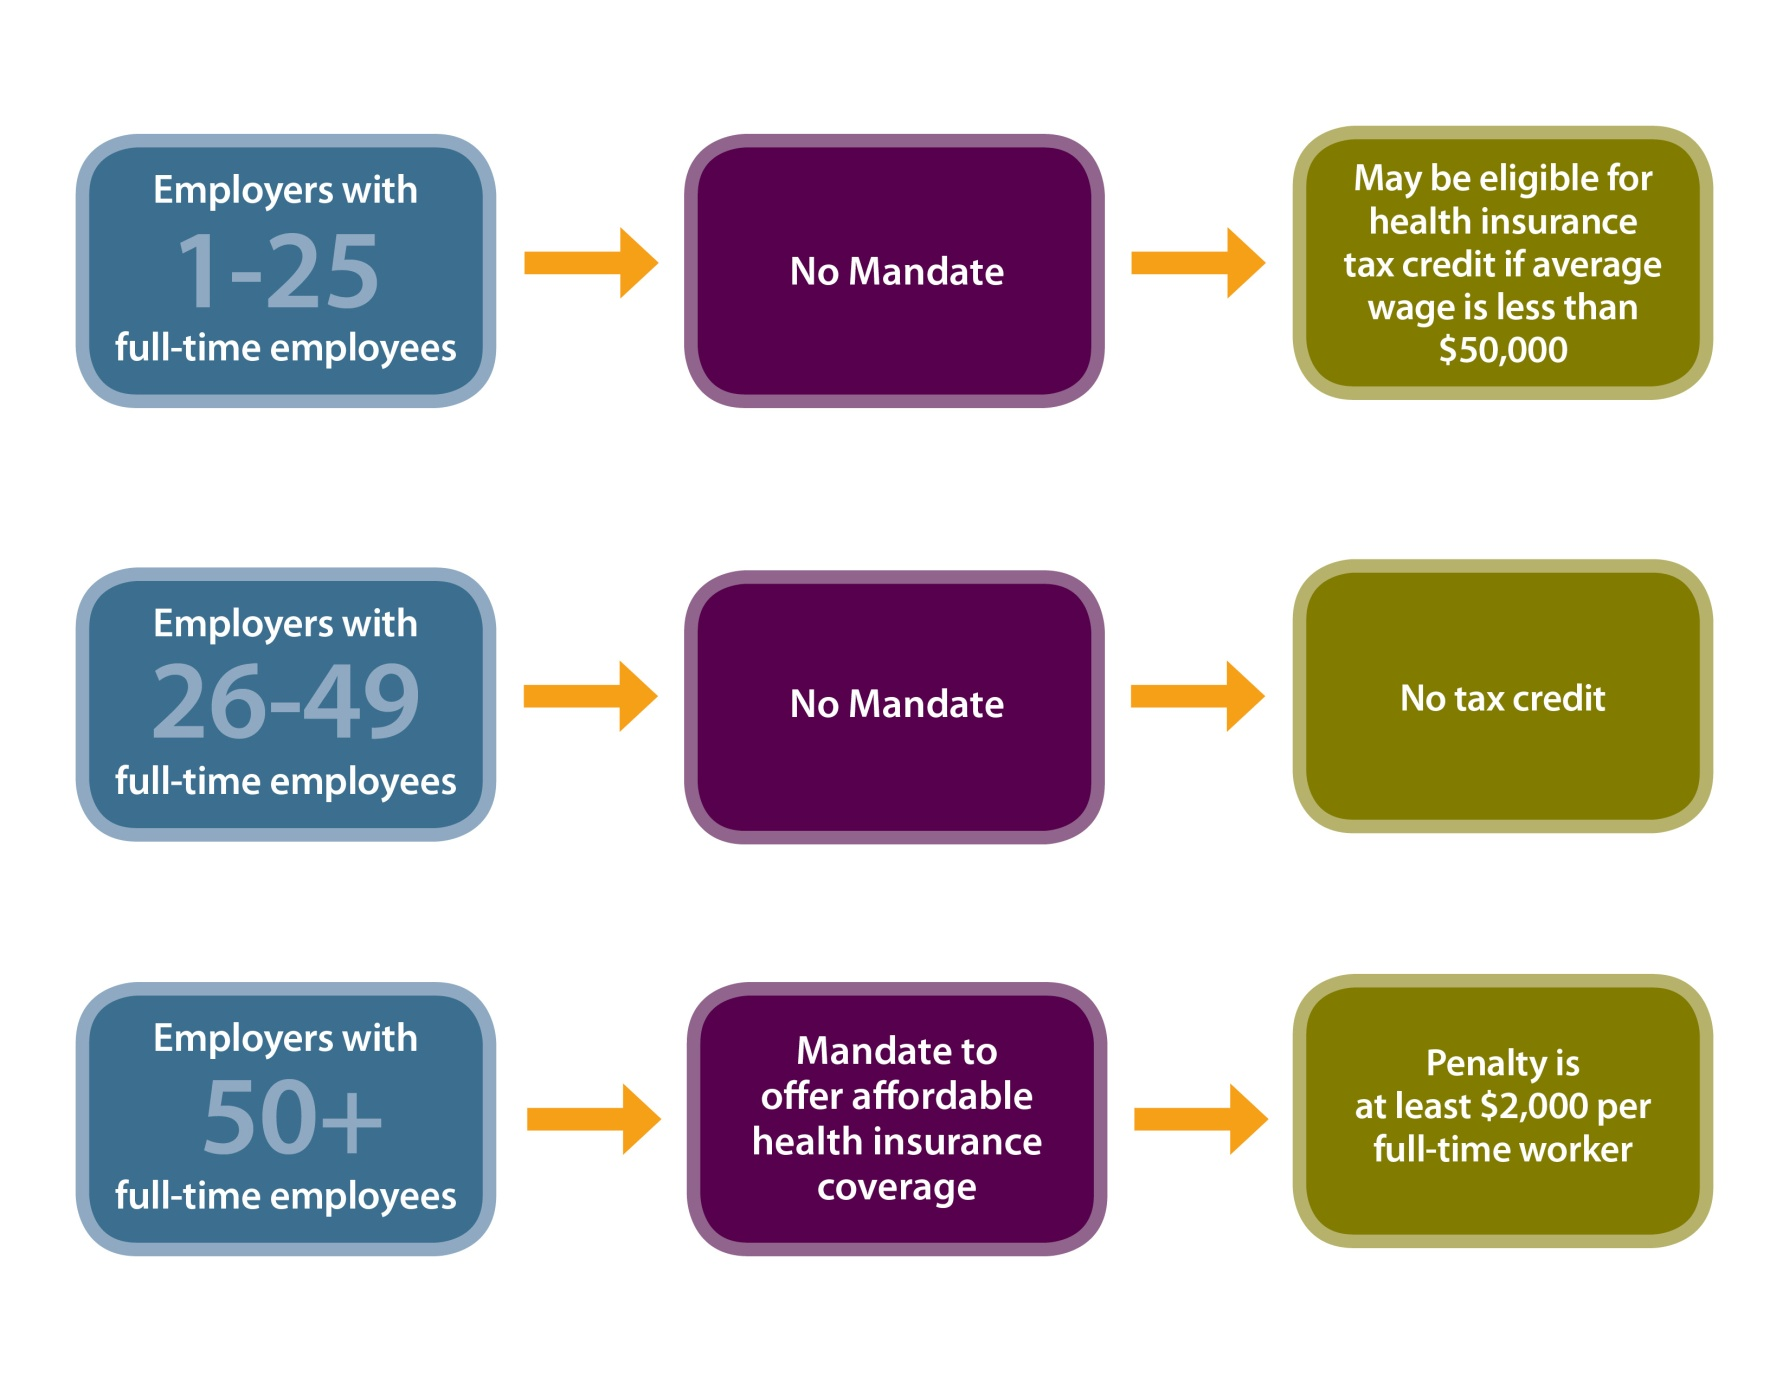 Employers with
1-25
full-time employees
No Mandate
May be eligible for
health insurance
tax credit if average
wage is less than
$50,000
Employers with
26-49
full-time employees
No Mandate
No tax credit
Employers with
50+
full-time employees
Mandate to
offer affordable
health insurance
coverage
Penalty is
at least $2,000 per
full-time worker